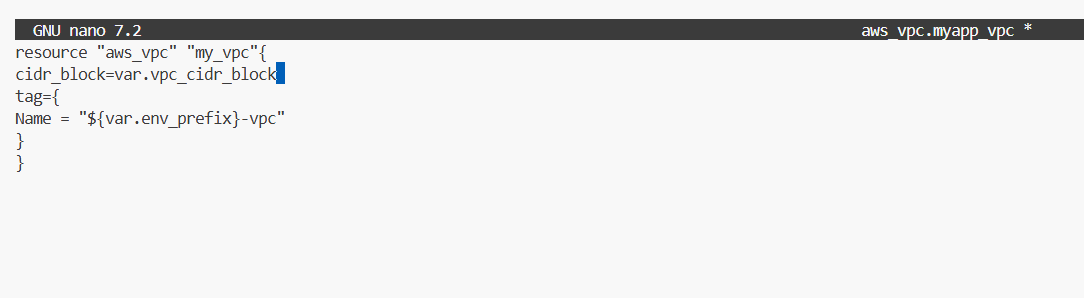 GNU nano 7.2 aws_vpc.myapp_vpc *
resource "aws_vpc" "my_vpc"{
cidr_block=var.vpc_cidr_block
tag={
Name = "${var.env_prefix}-vpc"
}
}